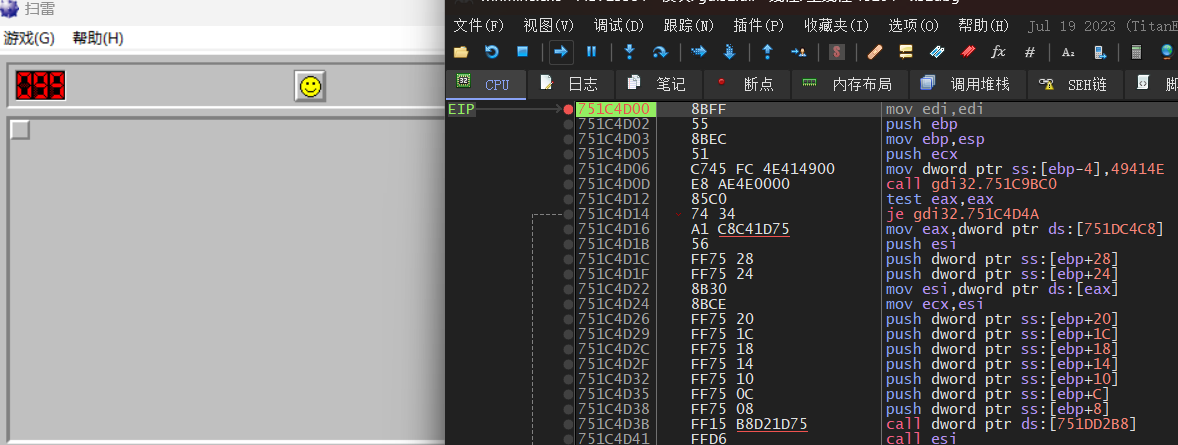 扫雷
游戏(G) 帮助(H)
文件(F) 视图(V) 调试(D) 跟踪(N) 插件(P) 收藏夹(I) 选项(O) 帮助(H) Jul 19 2023 (TitanE
CPU 日志 笔记 断点 内存布局 调用堆栈 SEH链
EIP 751C4D00 8BFF mov edi,edi
751C4D02 55 push ebp
751C4D03 8BEC mov ebp,esp
751C4D05 51 push ecx
751C4D06 C745 FC 4E414900 mov dword ptr ss:[ebp-4],49414E
751C4D0D E8 AE4E0000 call gdi32.751C9BC0
751C4D12 85C0 test eax,eax
751C4D14 74 34 je gdi32.751C4D4A
751C4D16 A1 C8C41D75 mov eax,dword ptr ds:[751DC4C8]
751C4D1B 56 push esi
751C4D1C FF75 28 push dword ptr ss:[ebp+28]
751C4D1F FF75 24 push dword ptr ss:[ebp+24]
751C4D22 8B30 mov esi,dword ptr ds:[eax]
751C4D24 8BCE mov ecx,esi
751C4D26 FF75 20 push dword ptr ss:[ebp+20]
751C4D29 FF75 1C push dword ptr ss:[ebp+1C]
751C4D2C FF75 18 push dword ptr ss:[ebp+18]
751C4D2F FF75 14 push dword ptr ss:[ebp+14]
751C4D32 FF75 10 push dword ptr ss:[ebp+10]
751C4D35 FF75 0C push dword ptr ss:[ebp+C]
751C4D38 FF75 08 push dword ptr ss:[ebp+8]
751C4D3B FF15 B8D21D75 call dword ptr ds:[751DD2B8]
751C4D41 FFD6 call esi